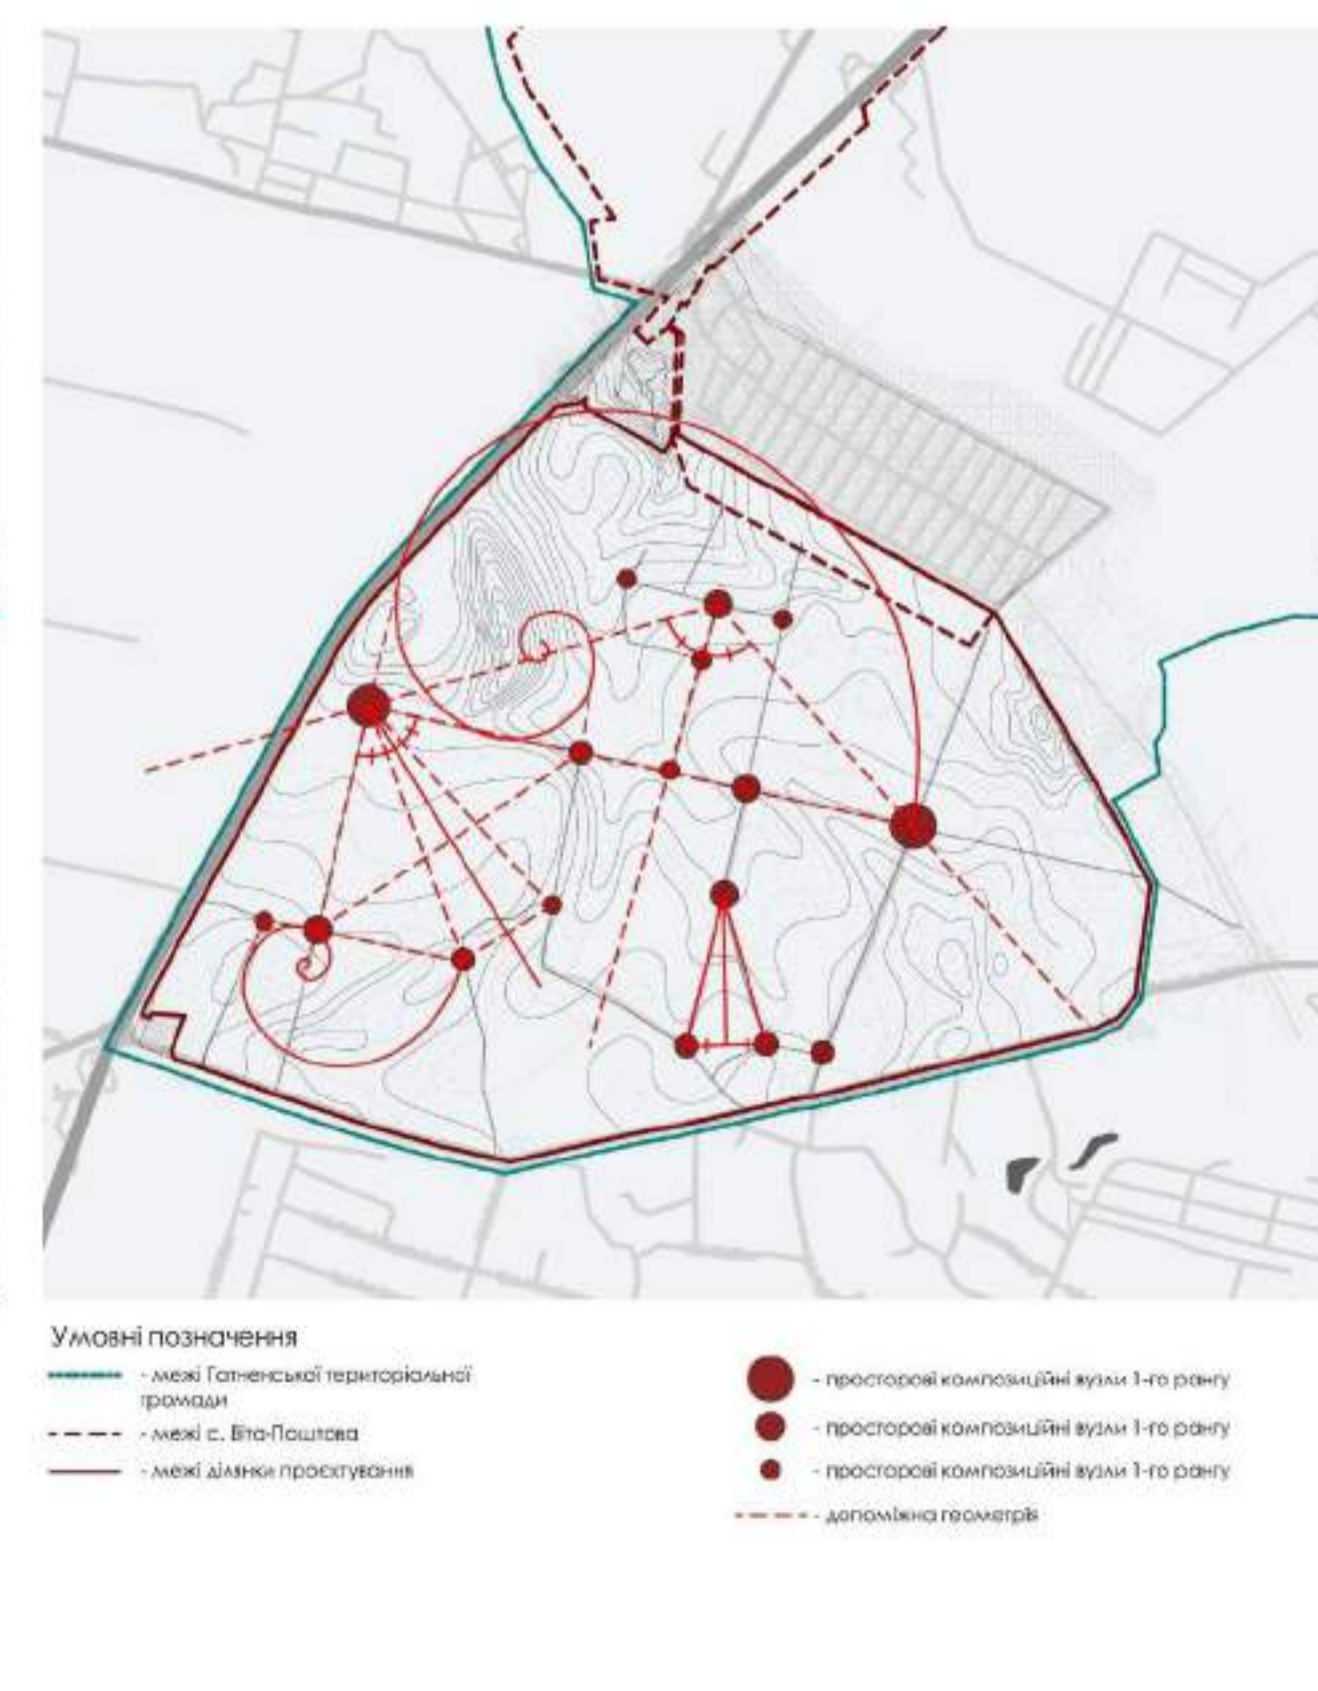 Умовні позначення
- межі Гатненської територіальної
громади
- межі с. Віта-Поштова
- межі ділянки проєктування
- просторові композиційні вузли 1-го рангу
- просторові композиційні вузли 1-го рангу
- просторові композиційні вузли 1-го рангу
- допоміжна геометрія